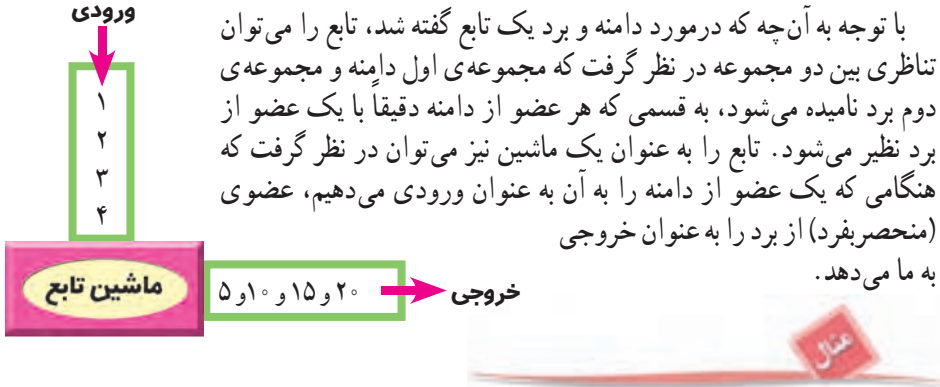 با توجه به آن‌چه که درمورد دامنه و برد یک تابع گفته شد، تابع را می‌توان
تناظری بین دو مجموعه در نظر گرفت که مجموعه‌ی اول دامنه و مجموعه‌ی
دوم برد نامیده می‌شود، به قسمی که هر عضو از دامنه دقیقاً با یک عضو از
برد نظیر می‌شود. تابع را به عنوان یک ماشین نیز می‌توان در نظر گرفت که
هنگامی که یک عضو از دامنه را به آن به عنوان ورودی می‌دهیم، عضوی
(منحصربفرد) از برد را به عنوان خروجی
به ما می‌دهد.
ورودی
۱
۲
۳
۴
ماشین تابع
۵ و ۱۰ و ۱۵ و ۲۰
خروجی
مثال